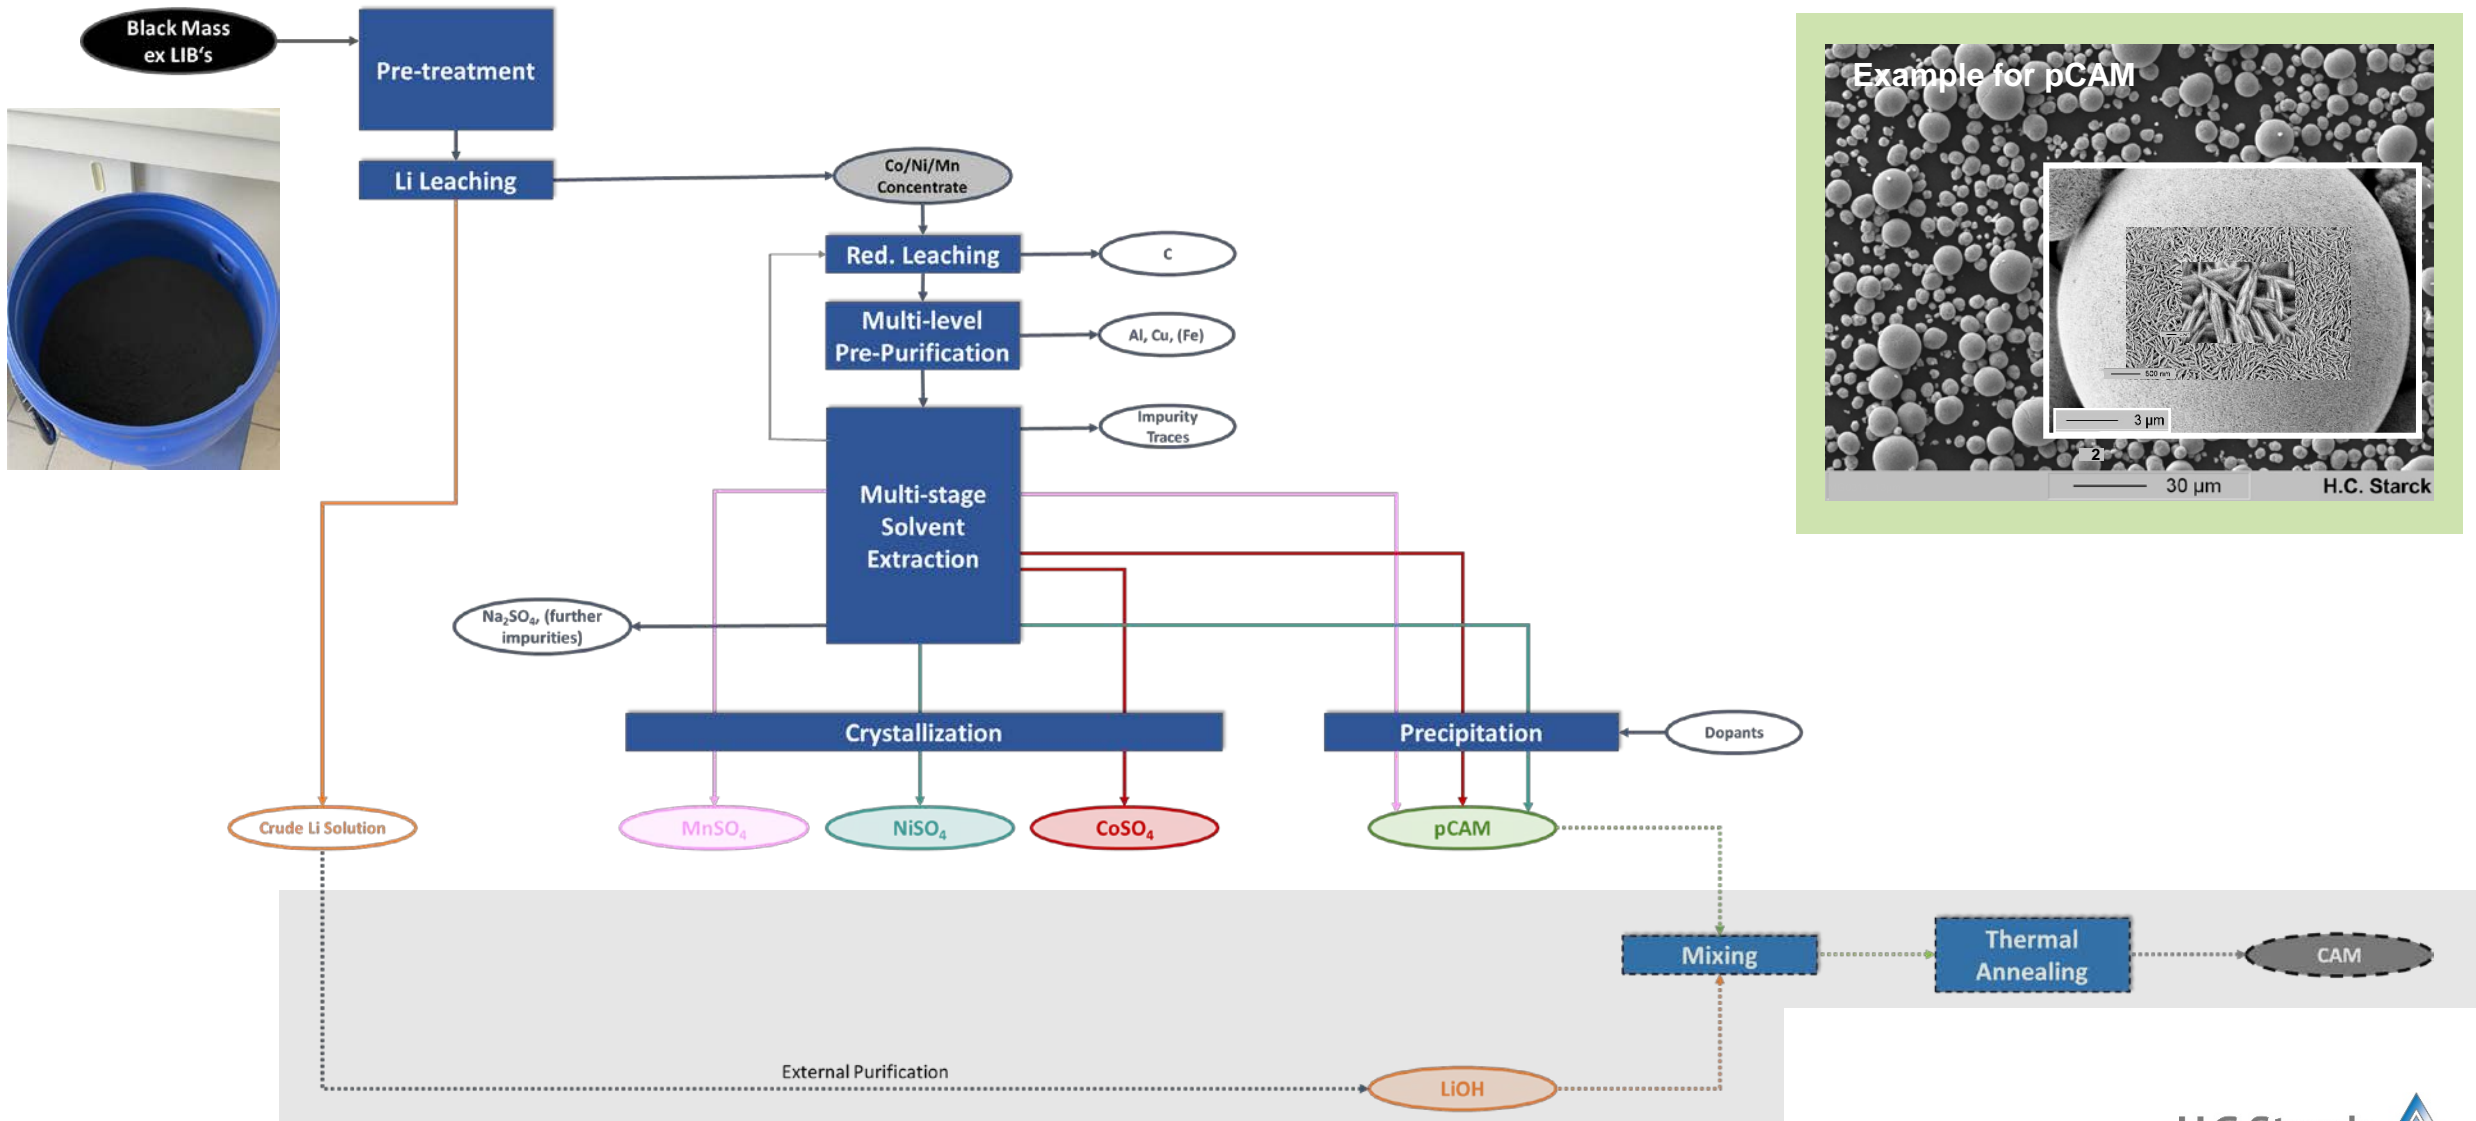 Black Mass
ex LIB's
Pre-treatment
Li Leaching
Co/Ni/Mn
Concentrate
Red. Leaching
C
Multi-level
Pre-Purification
Al, Cu, (Fe)
Multi-stage
Solvent
Extraction
Impurity
Traces
Na₂SO₄, (further
impurities)
Crystallization
Precipitation
Dopants
Crude Li Solution
MnSO₄
NiSO₄
CoSO₄
pCAM
Mixing
Thermal
Annealing
CAM
External Purification
LiOH
Example for pCAM
500 nm
3 µm
2
30 µm
H.C. Starck